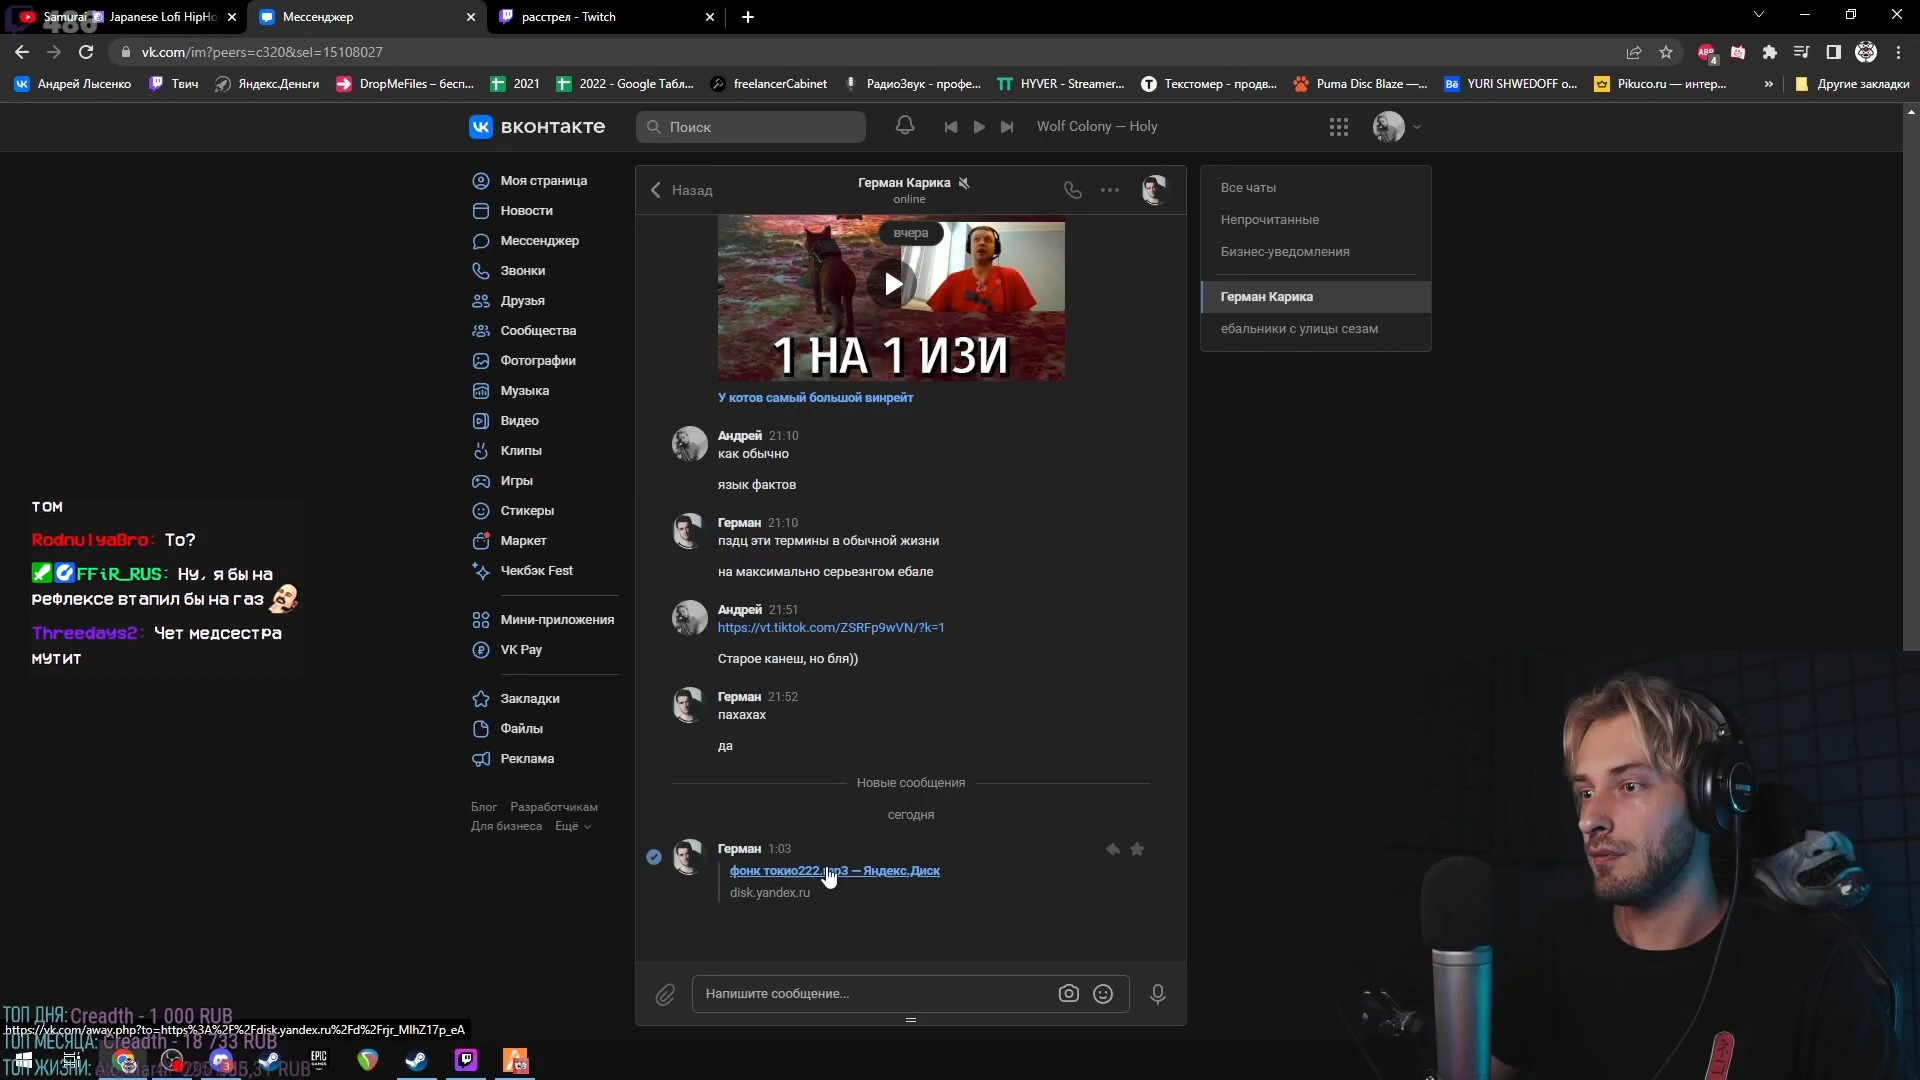 Samurai
Japanese Lofi HipHo
Мессенджер
расстрел - Twitch
480
vk.com/im?peers=c320&sel=15108027
ABP
4
Андрей Лысенко
Твич
Яндекс.Деньги
DropMeFiles – бесп...
2021
2022 - Google Табл...
freelancerCabinet
РадиоЗвук - профе...
HYVER - Streamer...
Текстомер - продв...
Puma Disc Blaze —...
YURI SHWEDOFF о...
Pikuco.ru — интер...
»
Другие закладки
вконтакте
Поиск
Wolf Colony — Holy
Моя страница
Новости
Мессенджер
Звонки
Друзья
Сообщества
Фотографии
Музыка
Видео
Клипы
Игры
Стикеры
Маркет
Чекбэк Fest
Мини-приложения
VK Pay
Закладки
Файлы
Реклама
Блог Разработчикам
Для бизнеса Ещё
Назад
Герман Карика
online
вчера
1 НА 1 ИЗИ
У котов самый большой винрейт
Андрей 21:10
как обычно
язык фактов
Герман 21:10
пздц эти термины в обычной жизни
на максимально серьезнгом ебале
Андрей 21:51
https://vt.tiktok.com/ZSRFp9wVN/?k=1
Старое канеш, но бля))
Герман 21:52
пахахах
да
Новые сообщения
сегодня
Герман 1:03
фонк токио222.mp3 — Яндекс.Диск
disk.yandex.ru
Напишите сообщение...
Все чаты
Непрочитанные
Бизнес-уведомления
Герман Карика
ебальники с улицы сезам
том
RodnulyaBro: То?
FFiR_RUS: Ну, я бы на
рефлексе втапил бы на газ
Threedays2: Чет медсестра
мутит
ТОП ДНЯ: Creadth - 1 000 RUB
https://vk.com/away.php?to=https%3A%2F%2Fdisk.yandex.ru%2Fd%2Frjr_MlhZ17p_eA
ТОП МЕСЯЦА: Creadth - 18 733 RUB
ТОП ЖИЗНИ:
EPIC
3